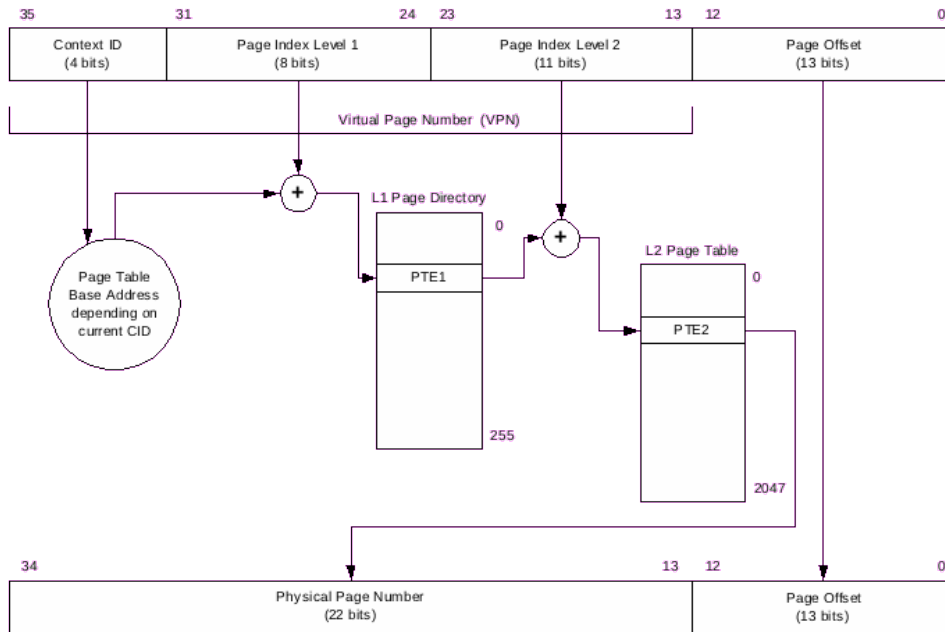 35 31 24 23 13 12 0
Context ID
(4 bits)
Page Index Level 1
(8 bits)
Page Index Level 2
(11 bits)
Page Offset
(13 bits)
Virtual Page Number (VPN)
+
L1 Page Directory
0
PTE1
255
+
L2 Page Table
0
PTE2
2047
Page Table
Base Address
depending on
current CID
34 13 12 0
Physical Page Number
(22 bits)
Page Offset
(13 bits)